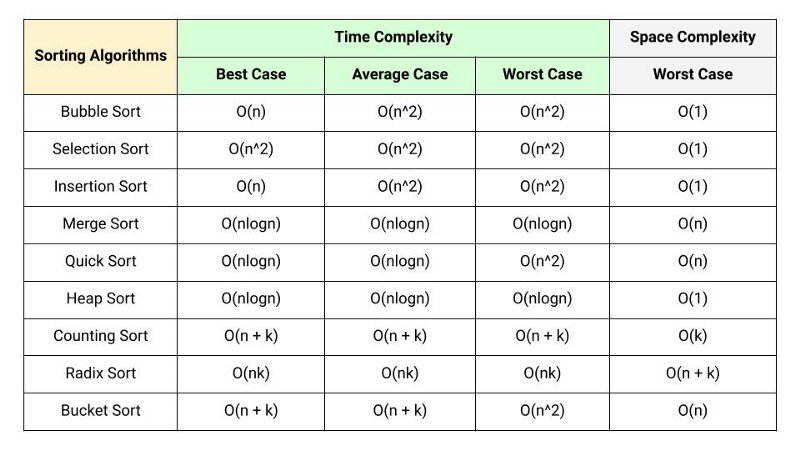 Sorting Algorithms Time Complexity Space Complexity
Best Case Average Case Worst Case Worst Case
Bubble Sort O(n) O(n^2) O(n^2) O(1)
Selection Sort O(n^2) O(n^2) O(n^2) O(1)
Insertion Sort O(n) O(n^2) O(n^2) O(1)
Merge Sort O(nlogn) O(nlogn) O(nlogn) O(n)
Quick Sort O(nlogn) O(nlogn) O(n^2) O(n)
Heap Sort O(nlogn) O(nlogn) O(nlogn) O(1)
Counting Sort O(n + k) O(n + k) O(n + k) O(k)
Radix Sort O(nk) O(nk) O(nk) O(n + k)
Bucket Sort O(n + k) O(n + k) O(n^2) O(n)